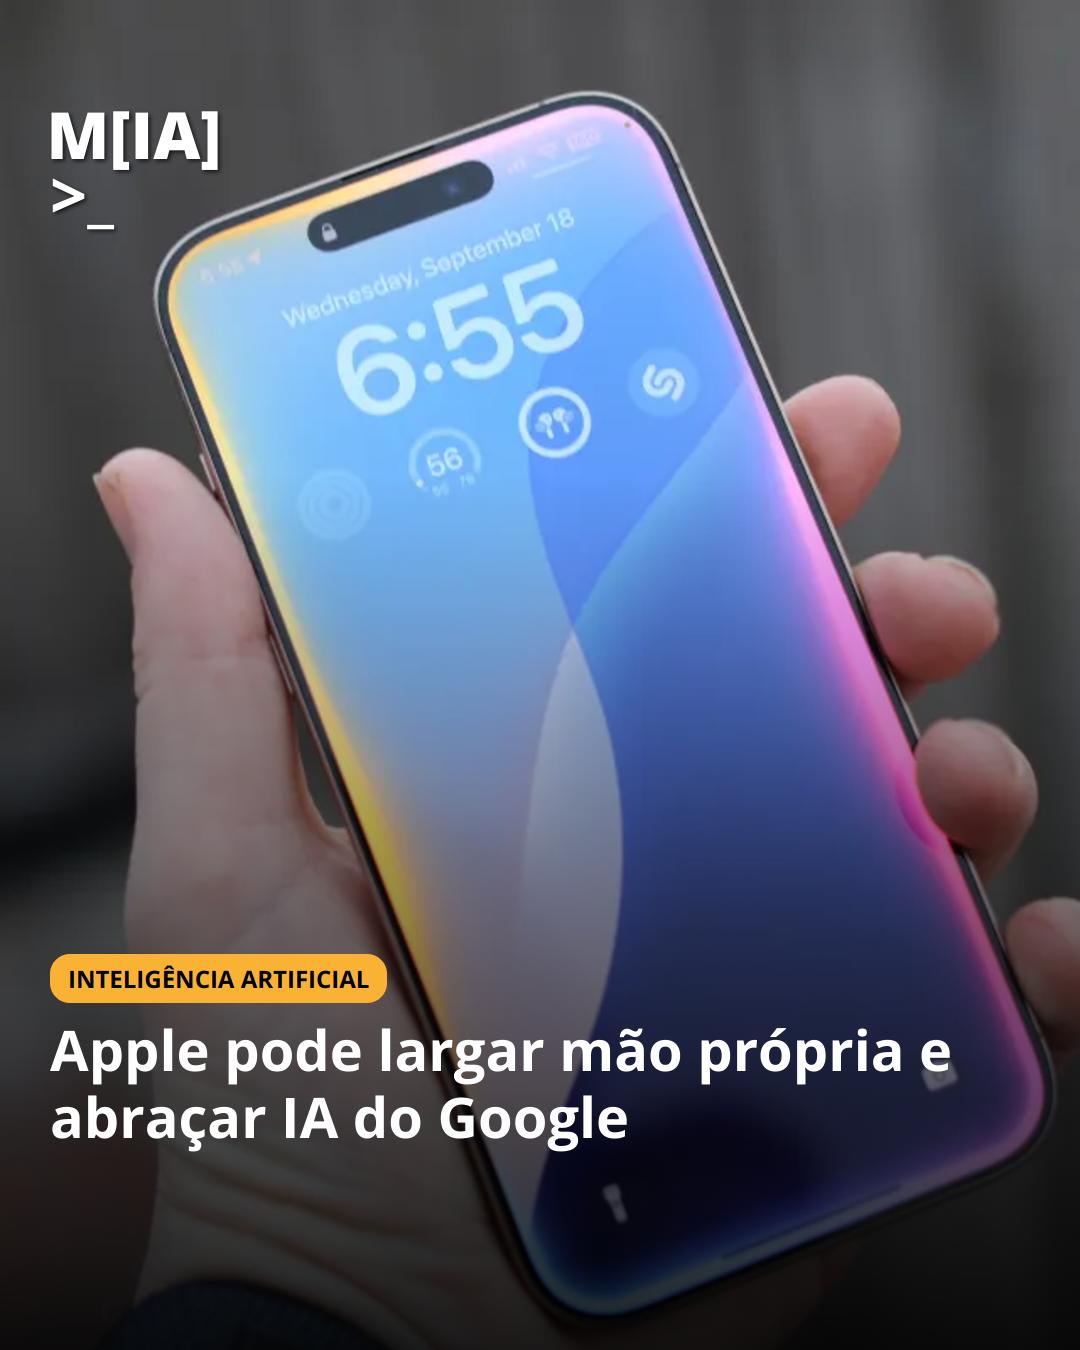 M[IA]
>_
Wednesday, September 18
6:55
56
INTELIGÊNCIA ARTIFICIAL
Apple pode largar mão própria e
abraçar IA do Google